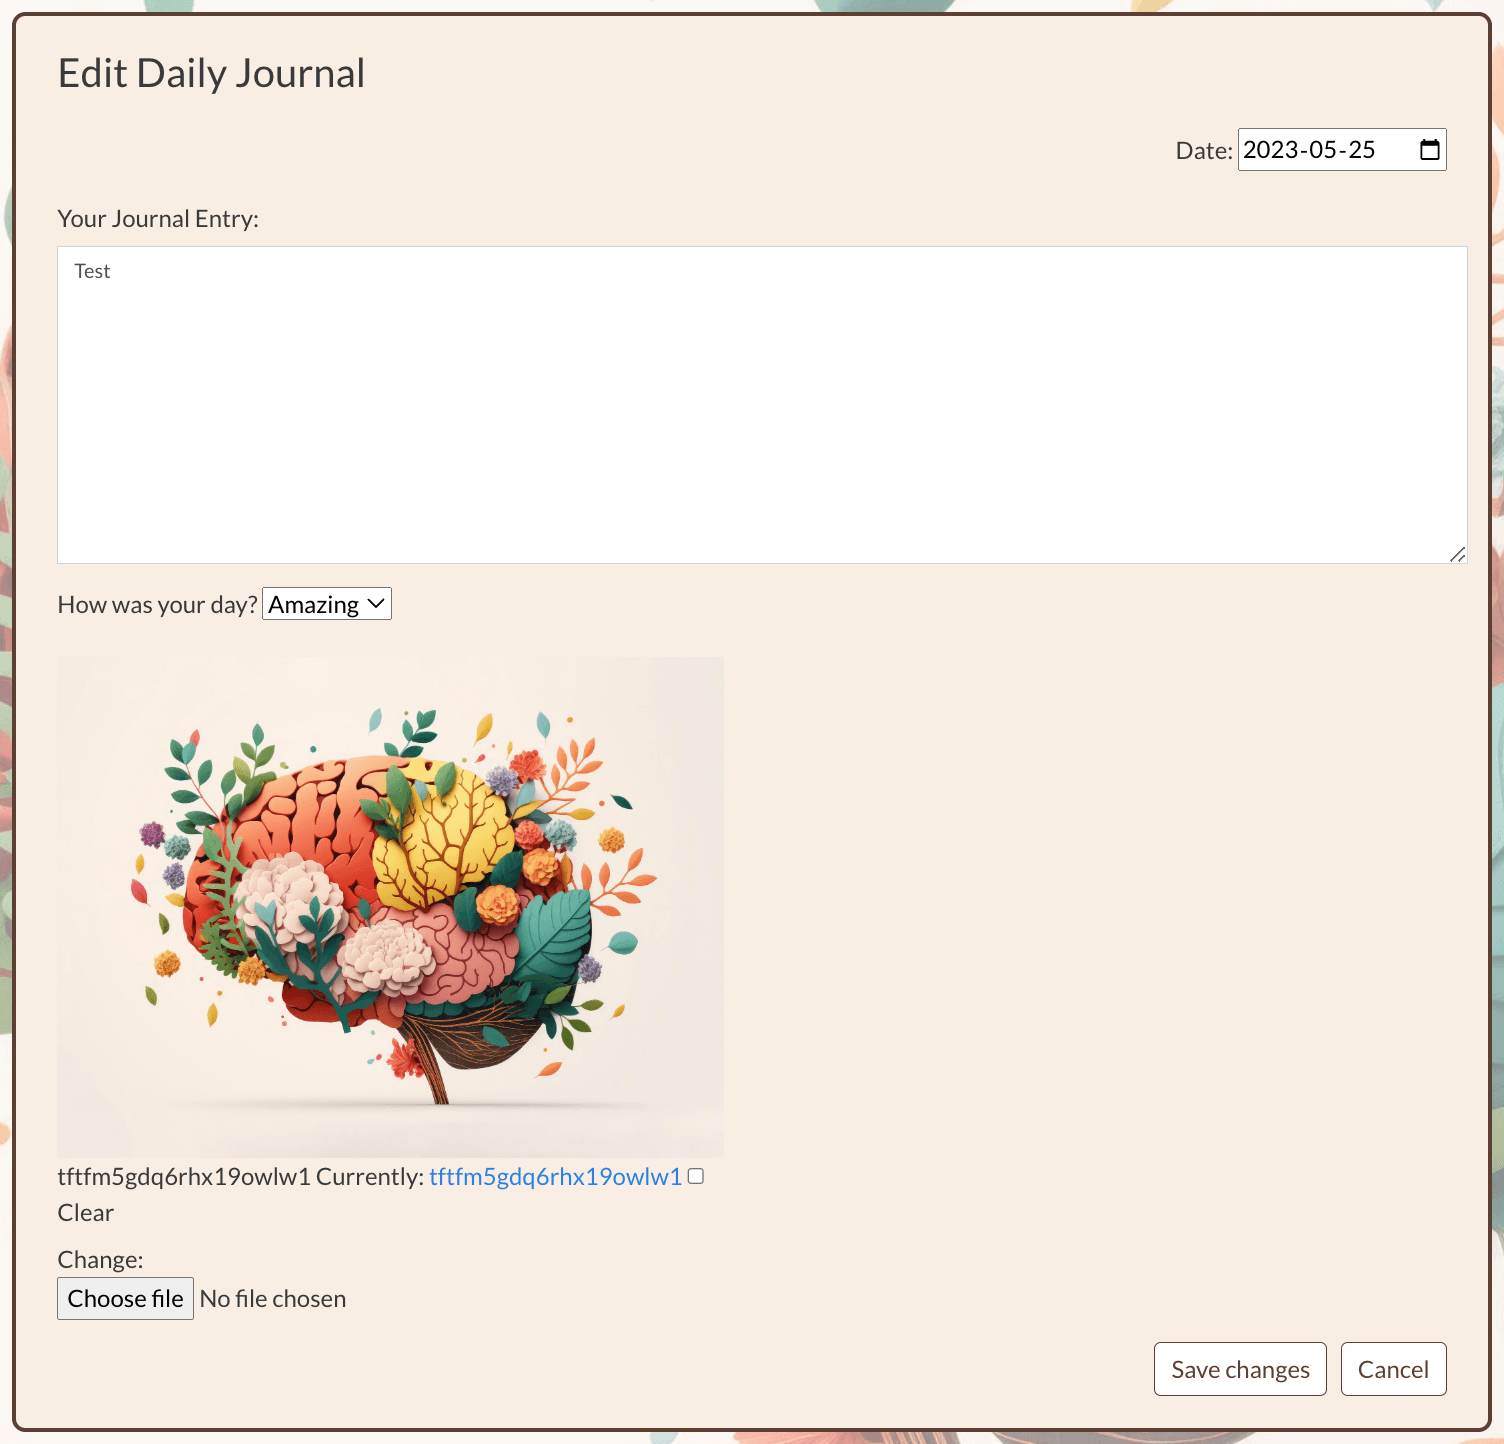 Edit Daily Journal
Date: 2023-05-25
Your Journal Entry:
Test
How was your day? Amazing
tftfm5gdq6rhx19owlw1 Currently: tftfm5gdq6rhx19owlw1
Clear
Change:
Choose file No file chosen
Save changes Cancel